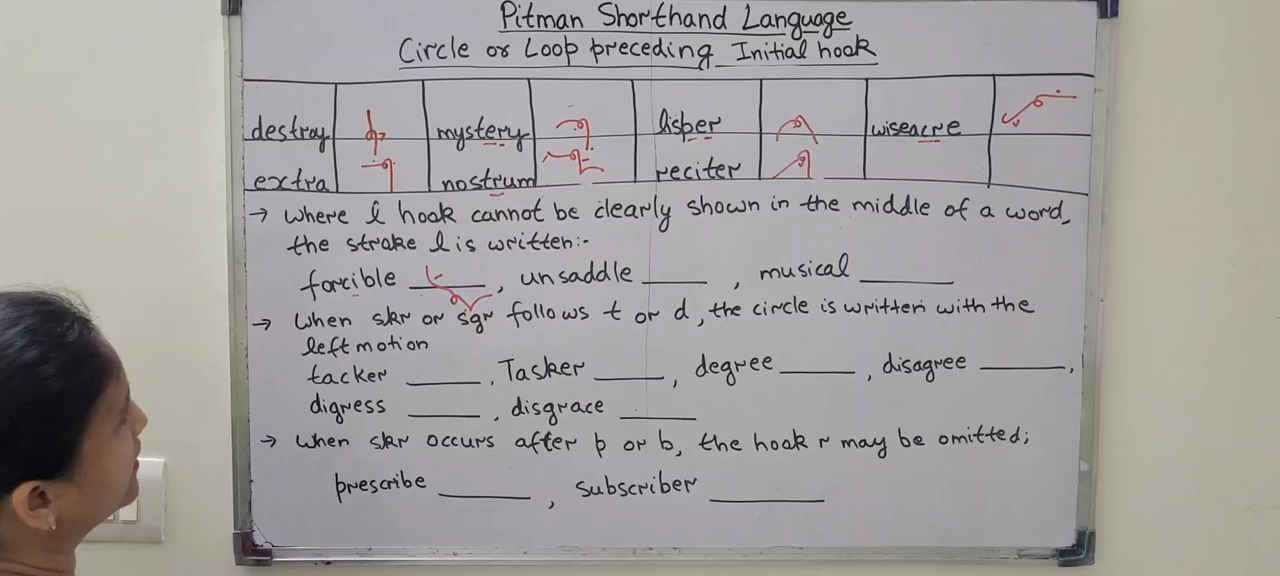 Pitman Shorthand Language
Circle or Loop preceding Initial hook
destray mystery lisper wiseacre
extra nostrum reciter
→ Where l hook cannot be clearly shown in the middle of a word,
the stroke l is written:-
forcible ______, unsaddle ______, musical ______
→ When skr or sgr follows t or d, the circle is written with the
left motion
tacker ______, Tasker ______, degree ______, disagree ______,
digress ______, disgrace ______
→ When skr occurs after p or b, the hook r may be omitted;
prescribe ______, subscriber ______